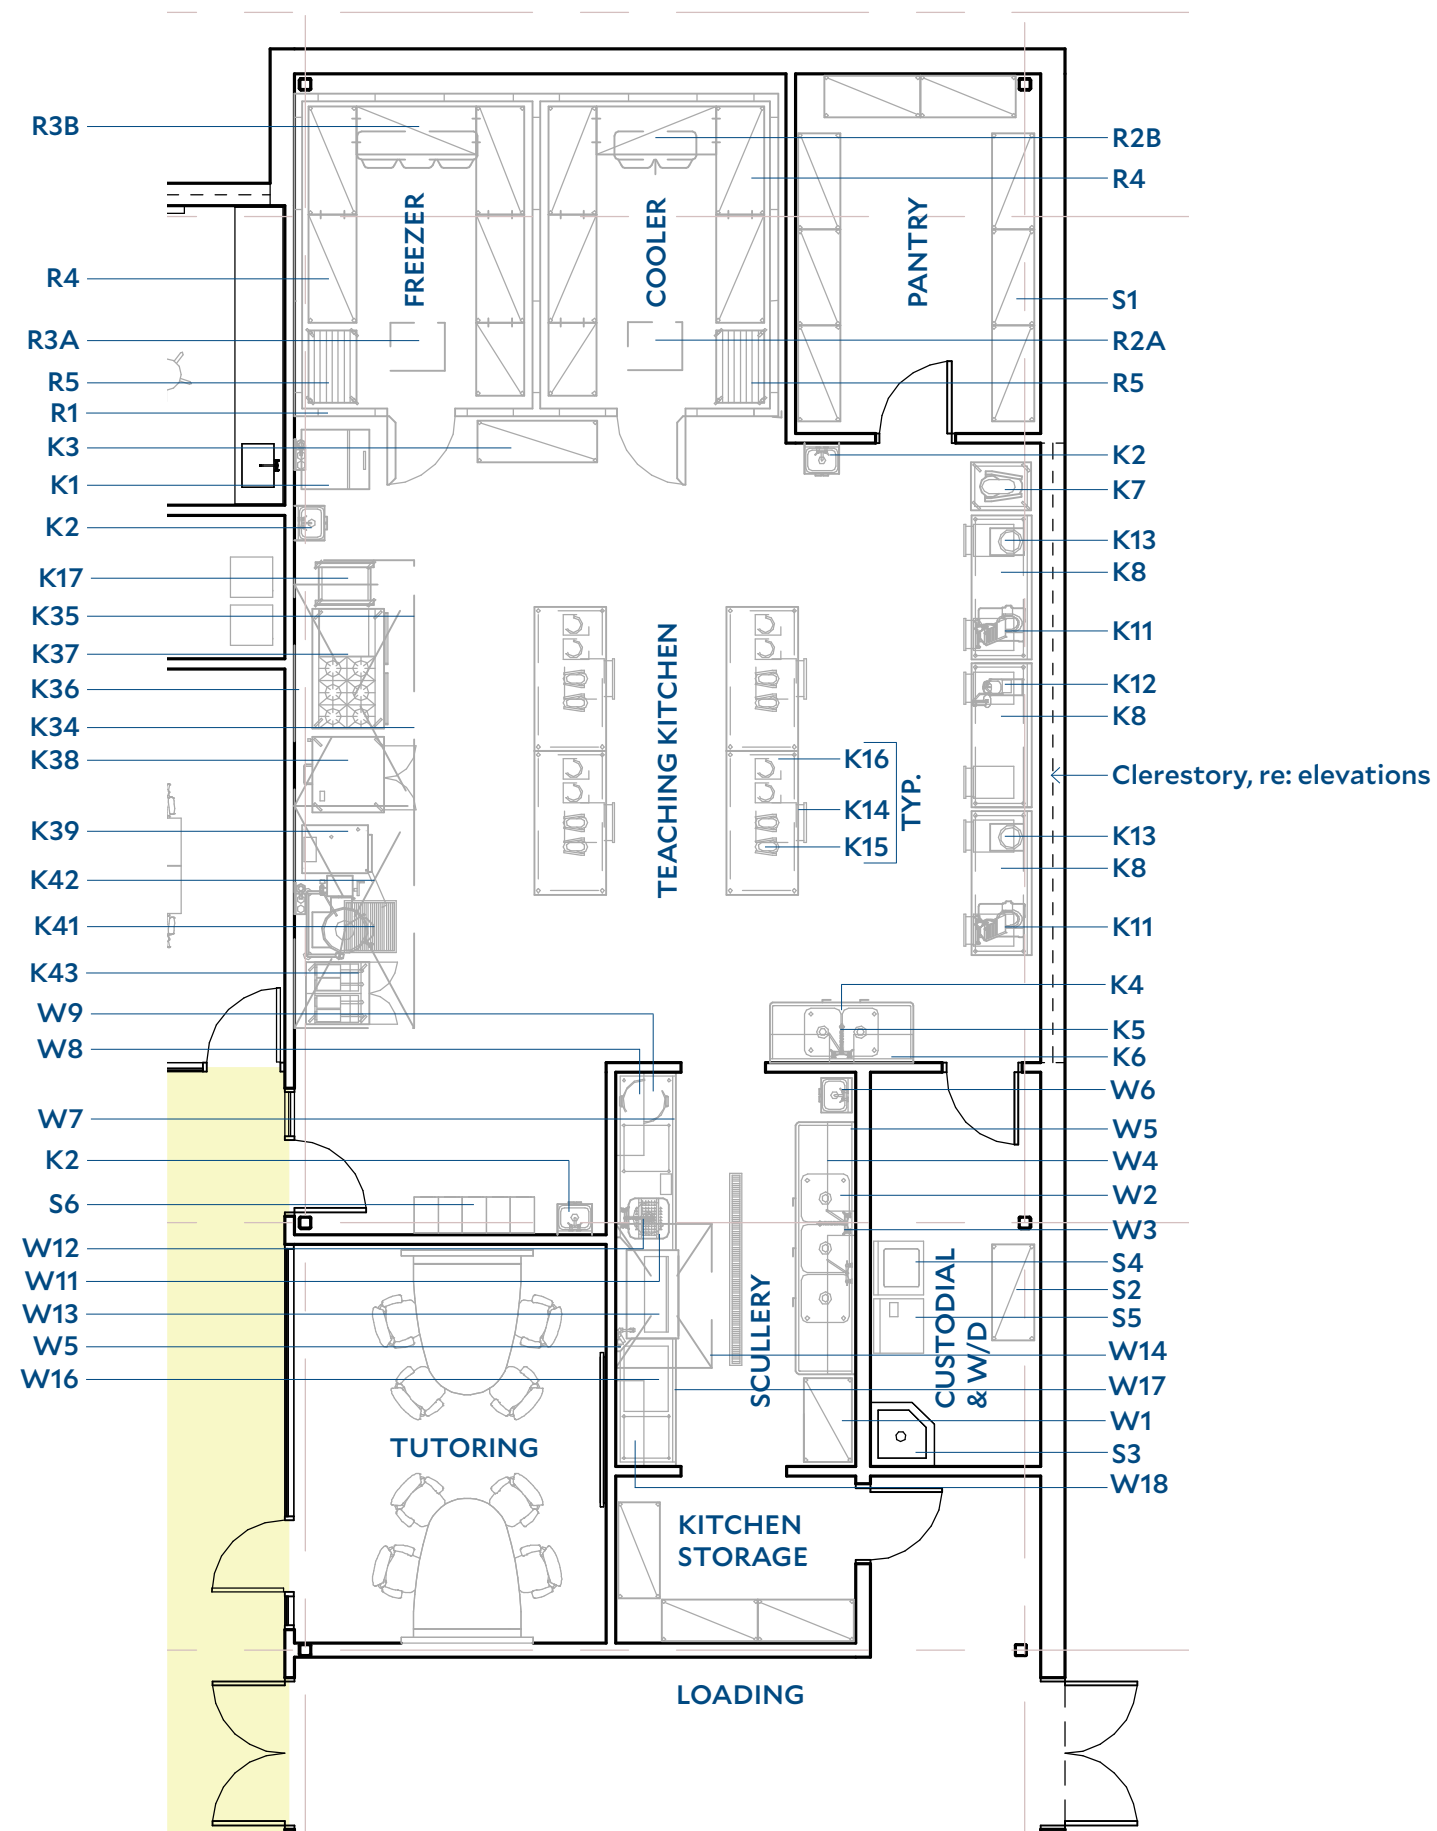 R3B
R4
R3A
R5
R1
K3
K1
K2
K17
K35
K37
K36
K34
K38
K39
K42
K41
K43
W9
W8
W7
K2
S6
W12
W11
W13
W5
W16
FREEZER
COOLER
PANTRY
TEACHING KITCHEN
K16
K14
K15
TYP.
SCULLERY
CUSTODIAL
& W/D
TUTORING
KITCHEN
STORAGE
LOADING
R2B
R4
S1
R2A
R5
K2
K7
K13
K8
K11
K12
K8
Clerestory, re: elevations
K13
K8
K11
K4
K5
K6
W6
W5
W4
W2
W3
S4
S2
S5
W14
W17
W1
S3
W18